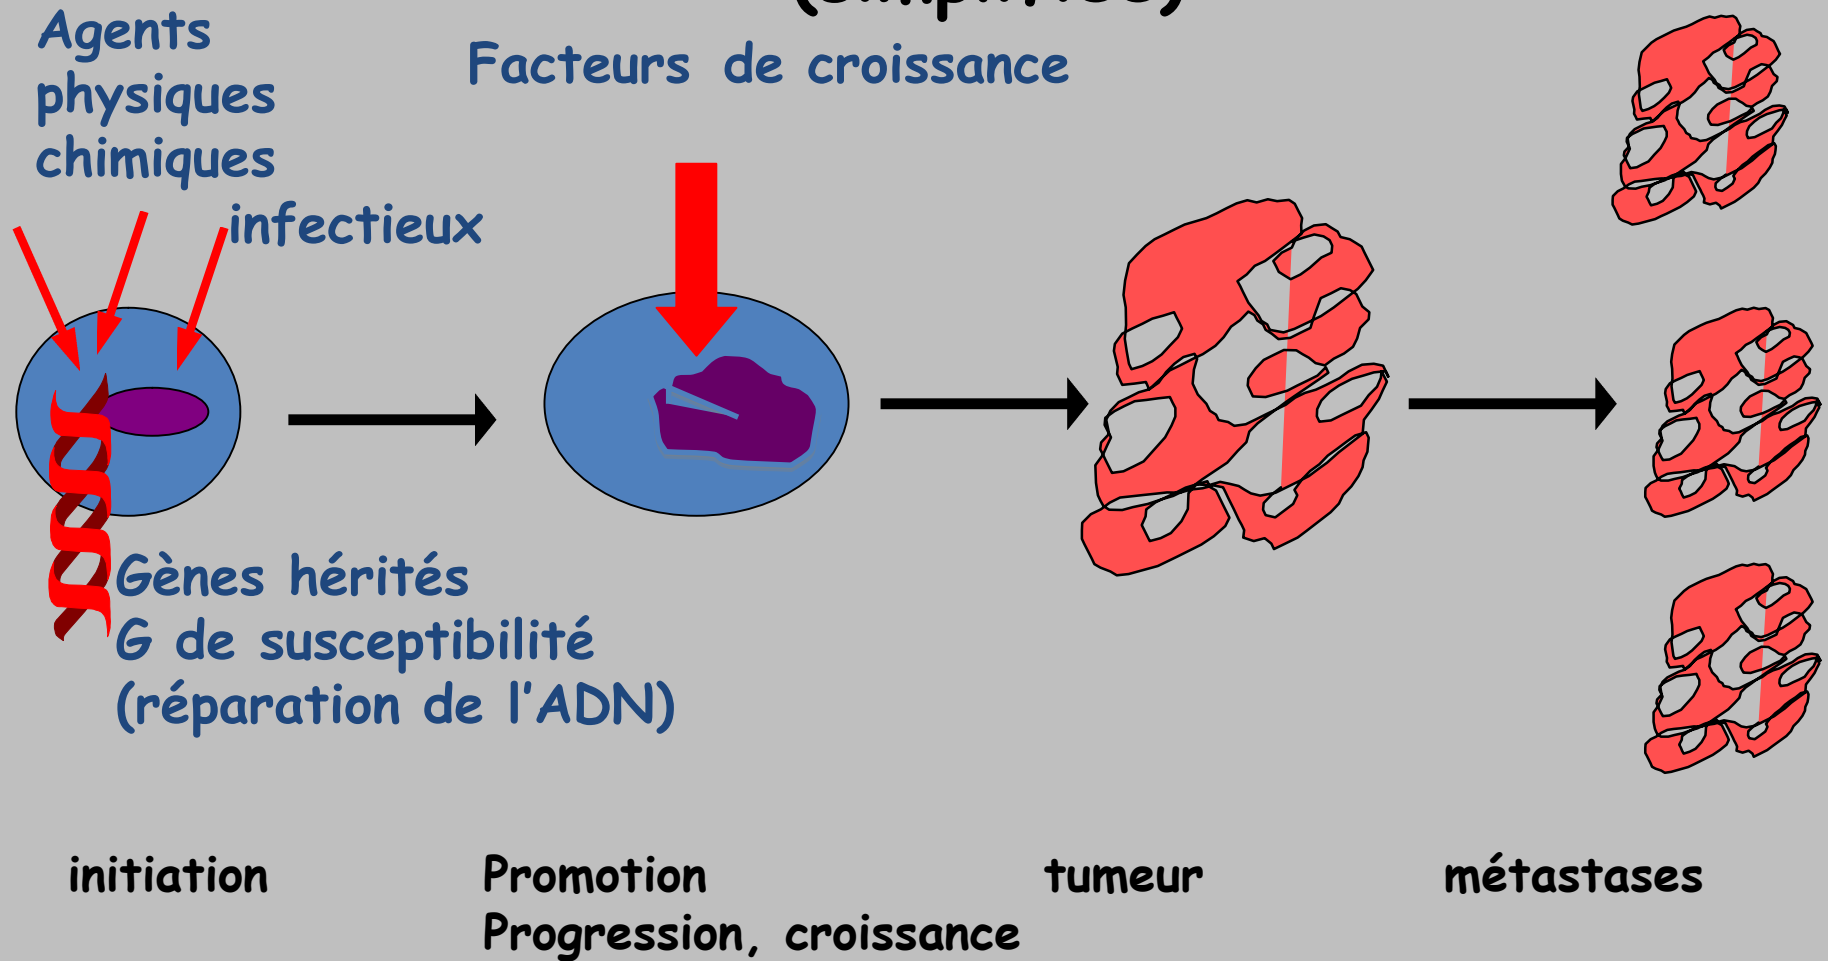 Agents
physiques
chimiques
infectieux
Facteurs de croissance
Gènes hérités
G de susceptibilité
(réparation de l'ADN)
initiation
Promotion
Progression, croissance
tumeur
métastases